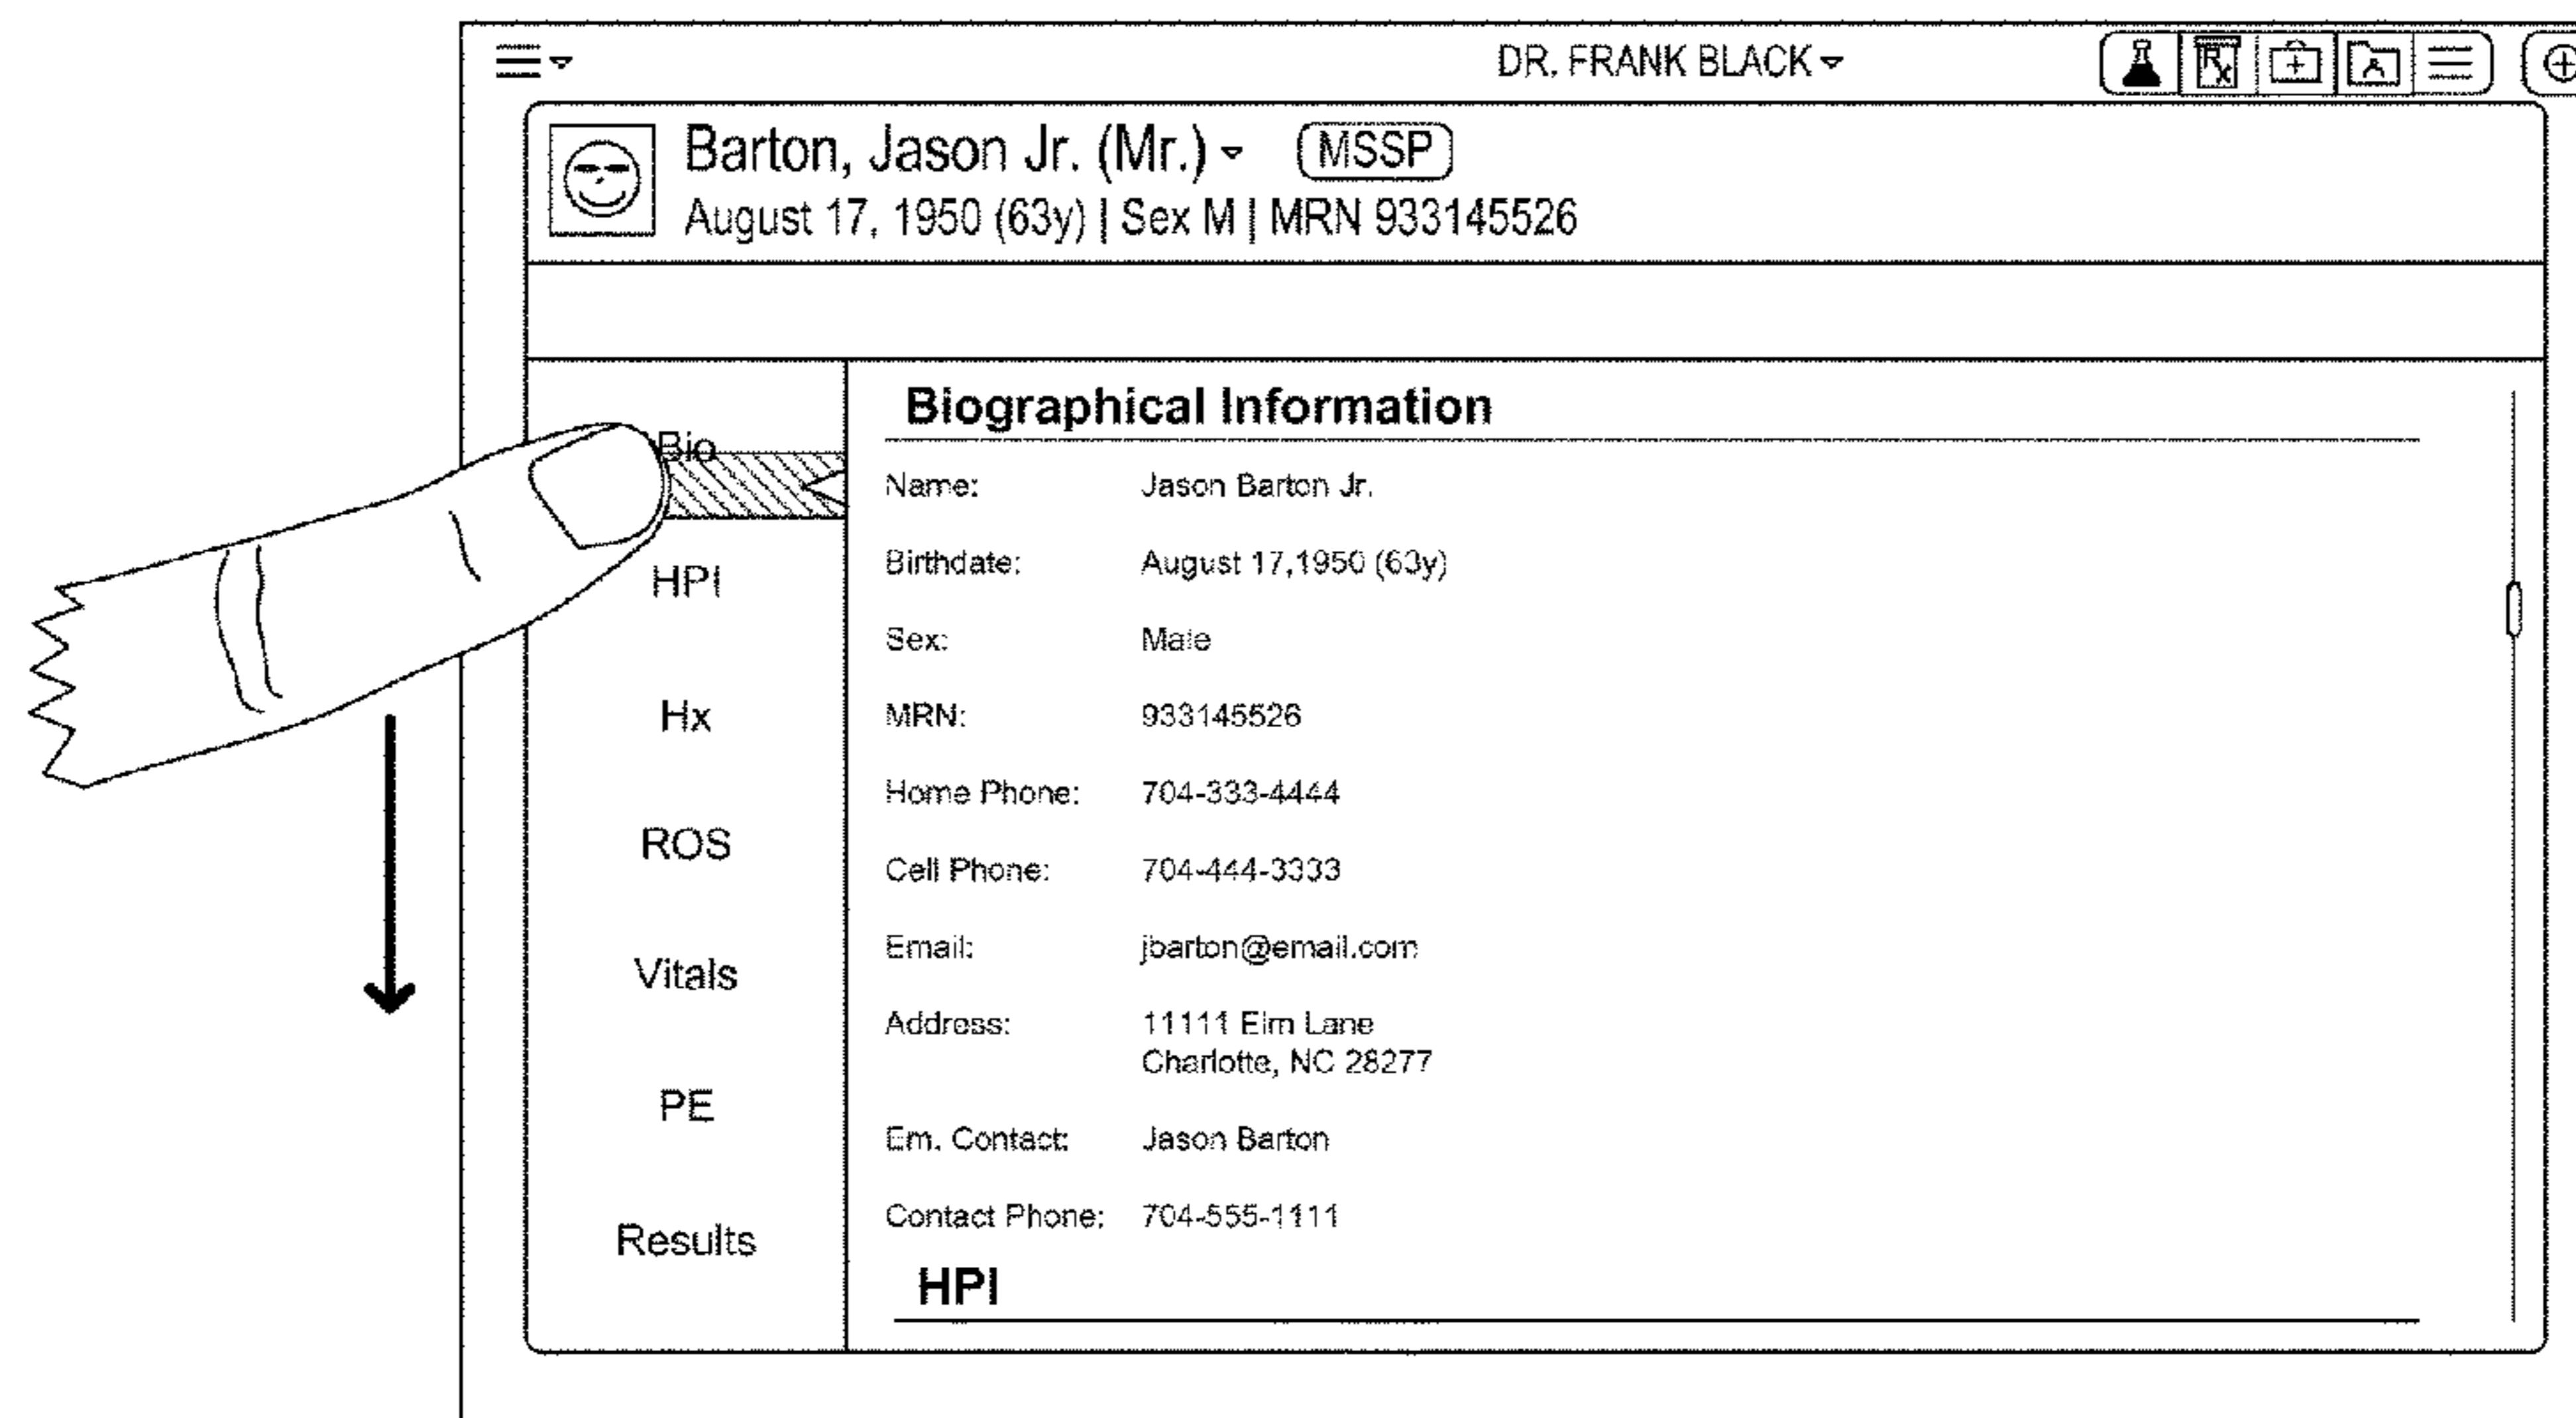 DR. FRANK BLACK
Rx
A
Barton, Jason Jr. (Mr.) MSSP
August 17, 1950 (63y) | Sex M | MRN 933145526
Bio
HPI
Hx
ROS
Vitals
PE
Results
Biographical Information
Name: Jason Barton Jr.
Birthdate: August 17,1950 (63y)
Sex: Male
MRN: 933145526
Home Phone: 704-333-4444
Cell Phone: 704-444-3333
Email: jbarton@email.com
Address: 11111 Elm Lane
Charlotte, NC 28277
Em. Contact: Jason Barton
Contact Phone: 704-555-1111
HPI